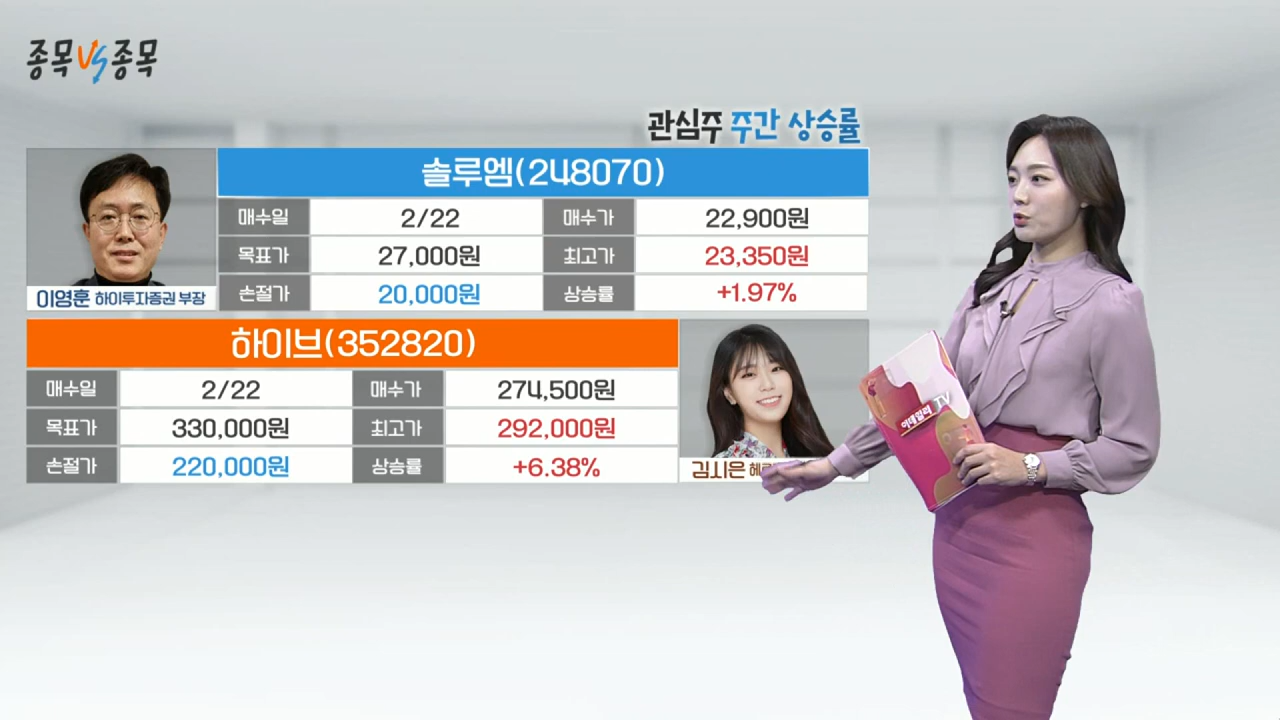 종목 VS 종목
관심주 주간 상승률
솔루엠(248070)
매수일 2/22 매수가 22,900원
목표가 27,000원 최고가 23,350원
손절가 20,000원 상승률 +1.97%
이영훈 하이투자증권 부장
하이브(352820)
매수일 2/22 매수가 274,500원
목표가 330,000원 최고가 292,000원
손절가 220,000원 상승률 +6.38%
김시은
이데일리 TV